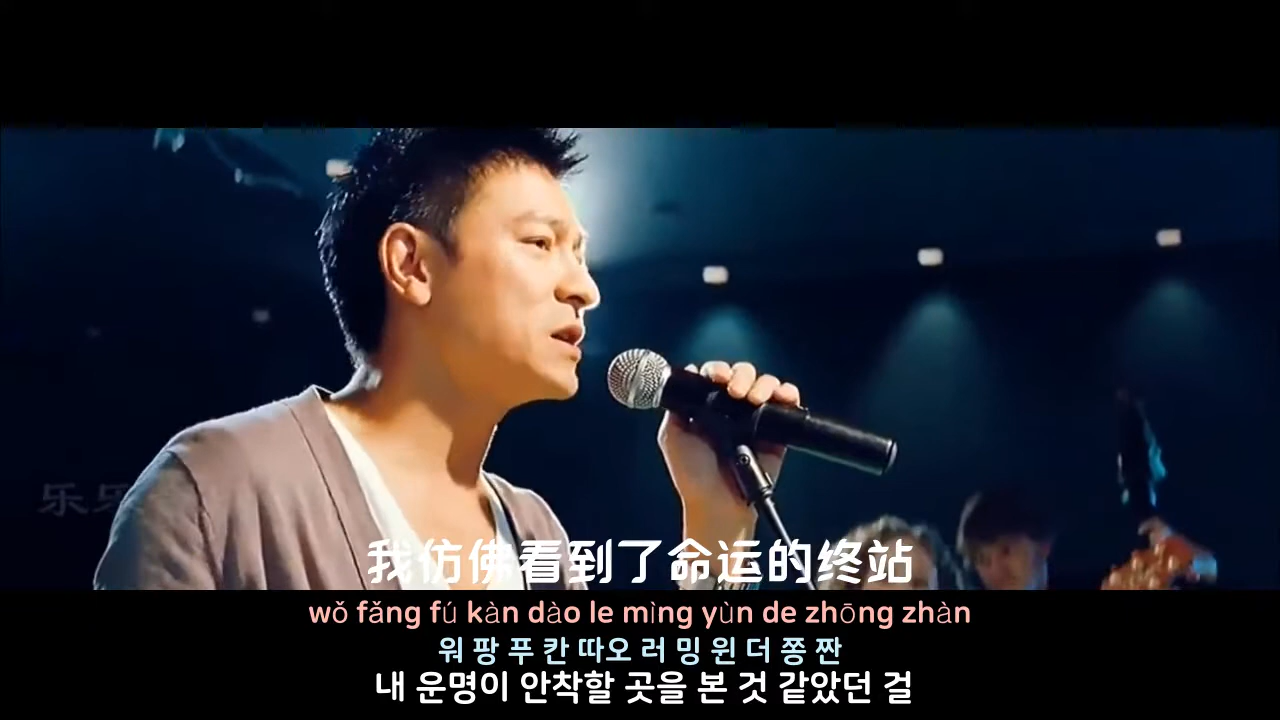 乐
我仿佛看到了命运的终站
wǒ fǎng fú kàn dào le mìng yùn de zhōng zhàn
워 팡 푸 칸 따오 러 밍 윈 더 쫑 짠
내 운명이 안착할 곳을 본 것 같았던 걸